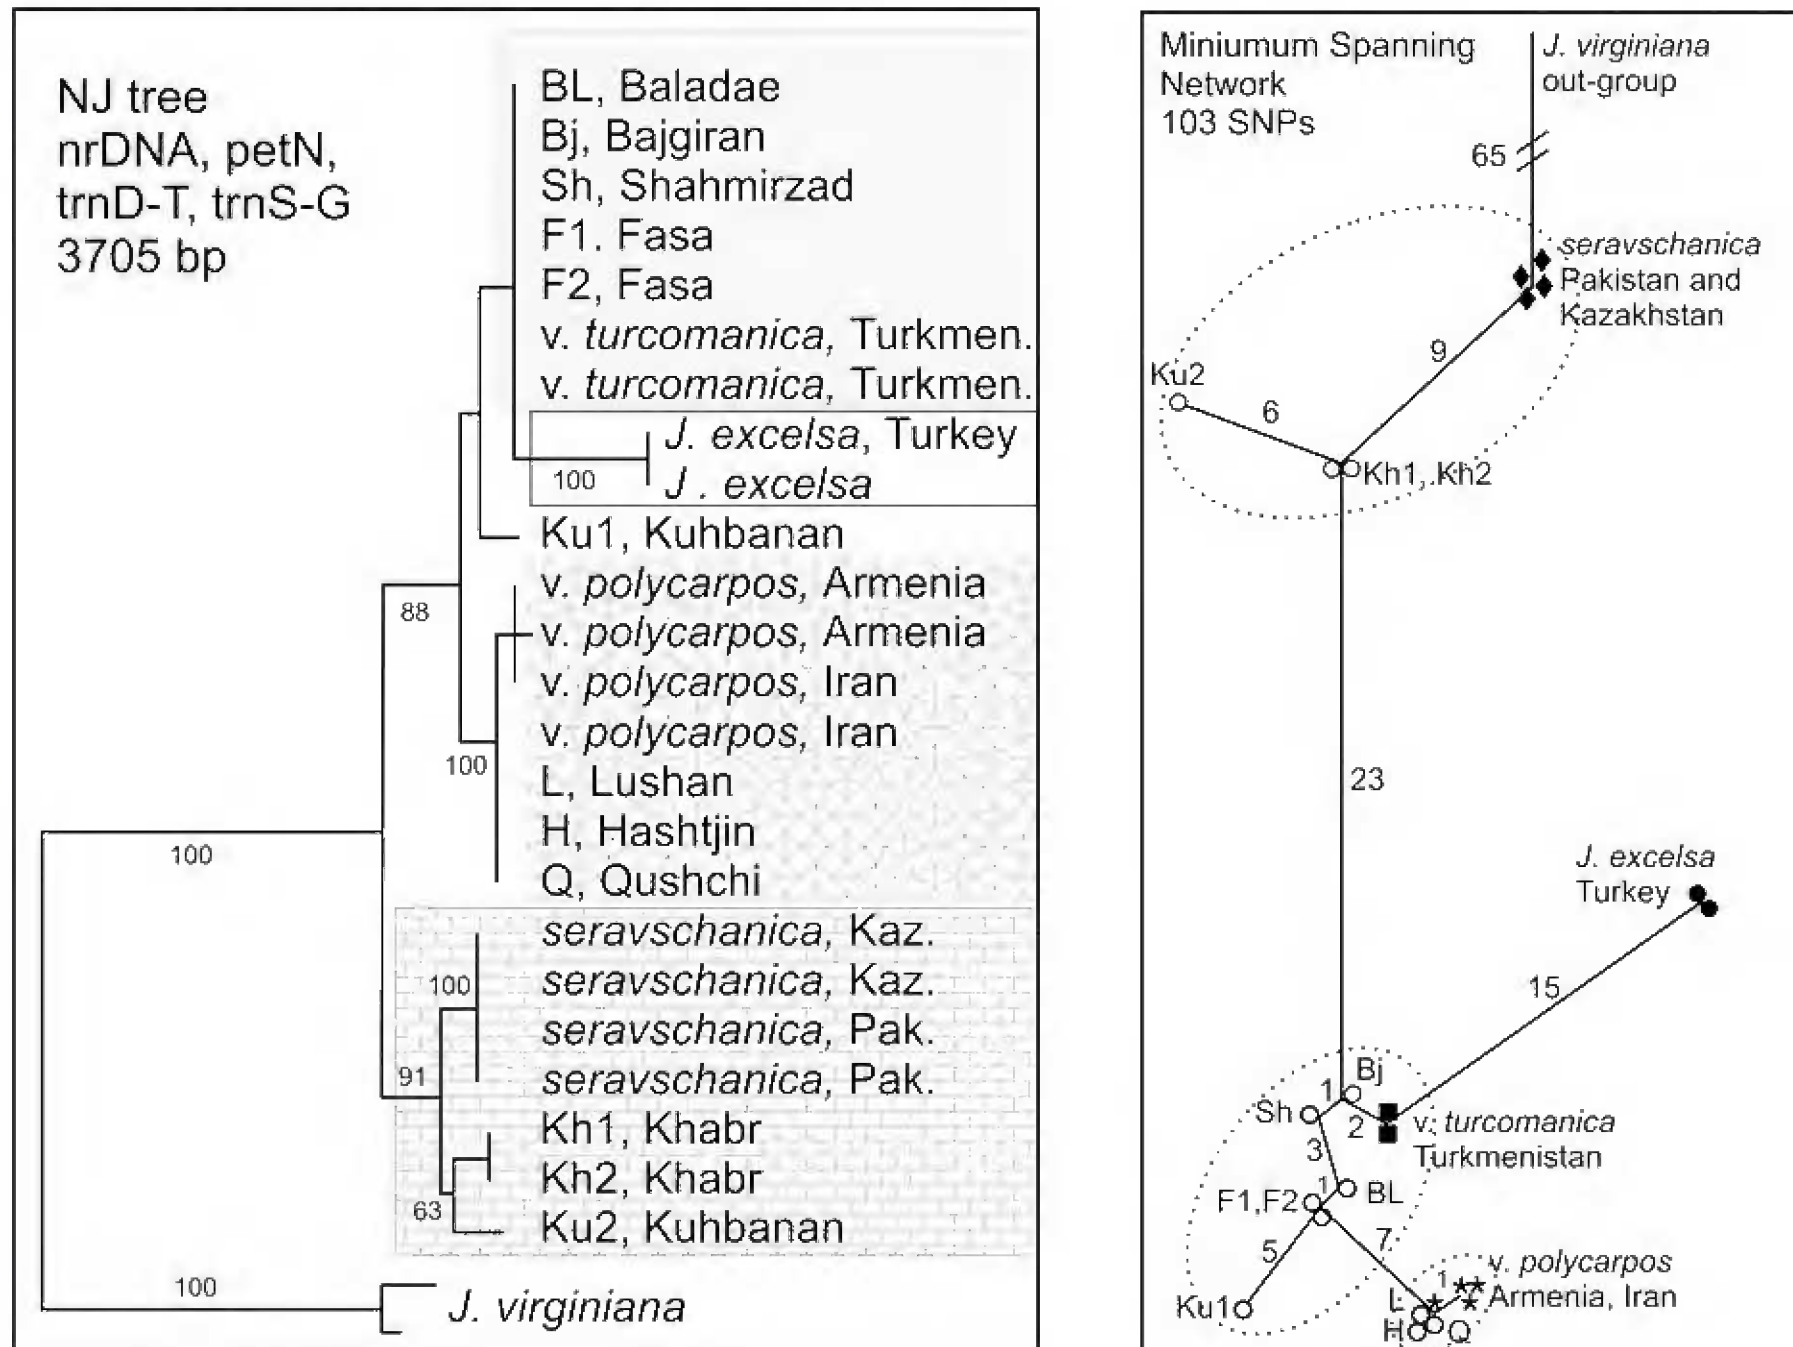 NJ tree
nrDNA, petN,
trnD-T, trnS-G
3705 bp
BL, Baladae
Bj, Bajgiran
Sh, Shahmirzad
F1. Fasa
F2, Fasa
v. turcomanica, Turkmen.
v. turcomanica, Turkmen.
J. excelsa, Turkey
100
J . excelsa
Ku1, Kuhbanan
v. polycarpos, Armenia
88
v. polycarpos, Armenia
v. polycarpos, Iran
v. polycarpos, Iran
100
L, Lushan
H, Hashtjin
100
Q, Qushchi
seravschanica, Kaz.
100
seravschanica, Kaz.
seravschanica, Pak.
91
seravschanica, Pak.
Kh1, Khabr
Kh2, Khabr
63
Ku2, Kuhbanan
100
J. virginiana
Miniumum Spanning
Network
103 SNPs
J. virginiana
out-group
65
seravschanica
Pakistan and
Kazakhstan
9
Ku2
6
Kh1, Kh2
23
J. excelsa
Turkey
15
Bj
1
Sh
2
v. turcomanica
Turkmenistan
3
1
BL
F1,F2
7
5
v. polycarpos
Armenia, Iran
1
L
Ku1
H
Q